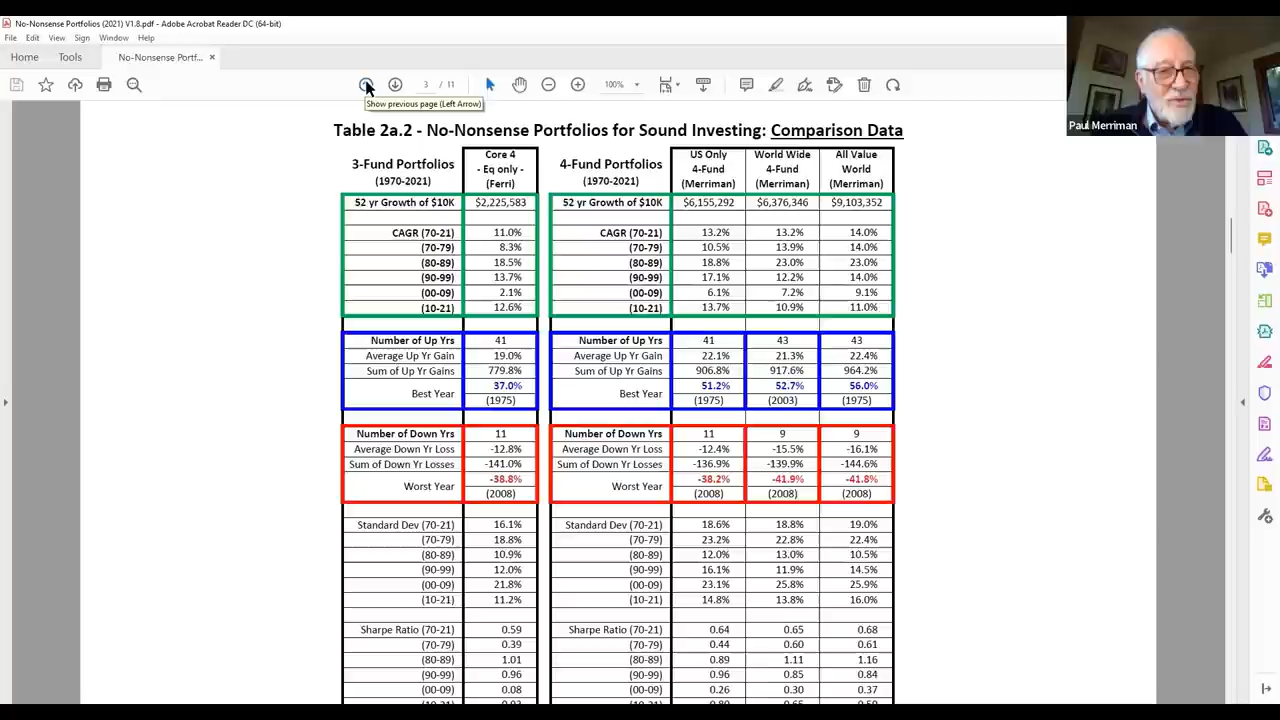 No-Nonsense Portfolios (2021) V1.8.pdf - Adobe Acrobat Reader DC (64-bit)
File Edit View Sign Window Help
Home Tools No-Nonsense Portf... ×
3 / 11 100%
Show previous page (Left Arrow)
Paul Merriman
Table 2a.2 - No-Nonsense Portfolios for Sound Investing: Comparison Data
3-Fund Portfolios (1970-2021) Core 4 - Eq only - (Ferri) 4-Fund Portfolios (1970-2021) US Only 4-Fund (Merriman) World Wide 4-Fund (Merriman) All Value World (Merriman)
52 yr Growth of $10K $2,225,583 52 yr Growth of $10K $6,155,292 $6,376,346 $9,103,352
CAGR (70-21) 11.0% CAGR (70-21) 13.2% 13.2% 14.0%
(70-79) 8.3% (70-79) 10.5% 13.9% 14.0%
(80-89) 18.5% (80-89) 18.8% 23.0% 23.0%
(90-99) 13.7% (90-99) 17.1% 12.2% 14.0%
(00-09) 2.1% (00-09) 6.1% 7.2% 9.1%
(10-21) 12.6% (10-21) 13.7% 10.9% 11.0%
Number of Up Yrs 41 Number of Up Yrs 41 43 43
Average Up Yr Gain 19.0% Average Up Yr Gain 22.1% 21.3% 22.4%
Sum of Up Yr Gains 779.8% Sum of Up Yr Gains 906.8% 917.6% 964.2%
Best Year 37.0% (1975) Best Year 51.2% (1975) 52.7% (2003) 56.0% (1975)
Number of Down Yrs 11 Number of Down Yrs 11 9 9
Average Down Yr Loss -12.8% Average Down Yr Loss -12.4% -15.5% -16.1%
Sum of Down Yr Losses -141.0% Sum of Down Yr Losses -136.9% -139.9% -144.6%
Worst Year -38.8% (2008) Worst Year -38.2% (2008) -41.9% (2008) -41.8% (2008)
Standard Dev (70-21) 16.1% Standard Dev (70-21) 18.6% 18.8% 19.0%
(70-79) 18.8% (70-79) 23.2% 22.8% 22.4%
(80-89) 10.9% (80-89) 12.0% 13.0% 10.5%
(90-99) 12.0% (90-99) 16.1% 11.9% 14.5%
(00-09) 21.8% (00-09) 23.1% 25.8% 25.9%
(10-21) 11.2% (10-21) 14.8% 13.8% 16.0%
Sharpe Ratio (70-21) 0.59 Sharpe Ratio (70-21) 0.64 0.65 0.68
(70-79) 0.39 (70-79) 0.44 0.60 0.61
(80-89) 1.01 (80-89) 0.89 1.11 1.16
(90-99) 0.96 (90-99) 0.96 0.85 0.84
(00-09) 0.08 (00-09) 0.26 0.30 0.37